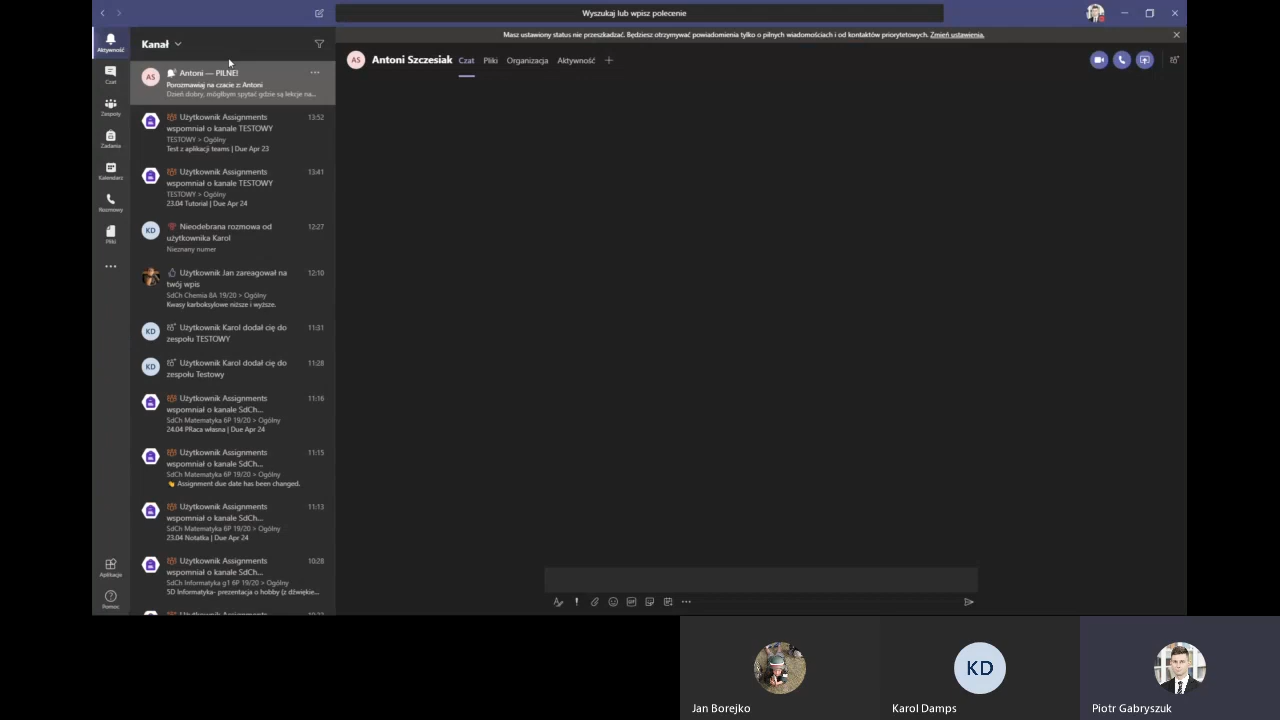 Wyszukaj lub wpisz polecenie
Masz ustawiony status nie przeszkadzać. Będziesz otrzymywać powiadomienia tylko o pilnych wiadomościach i od kontaktów priorytetowych. Zmień ustawienia.
Aktywność
Czat
Zespoły
Zadania
Kalendarz
Rozmowy
Pliki
Aplikacje
Pomoc
Kanał
AS
Antoni — PILNE!
Porozmawiaj na czacie z: Antoni
Dzień dobry, mógłbym spytać gdzie są lekcje na...
Użytkownik Assignments 13:52
wspomniał o kanale TESTOWY
TESTOWY > Ogólny
Test z aplikacji teams | Due Apr 23
Użytkownik Assignments 13:41
wspomniał o kanale TESTOWY
TESTOWY > Ogólny
23.04 Tutorial | Due Apr 24
KD
Nieodebrana rozmowa od 12:27
użytkownika Karol
Nieznany numer
Użytkownik Jan zareagował na 12:10
twój wpis
SdCh Chemia 8A 19/20 > Ogólny
Kwasy karboksylowe niższe i wyższe.
KD
Użytkownik Karol dodał cię do 11:31
zespołu TESTOWY
KD
Użytkownik Karol dodał cię do 11:28
zespołu Testowy
Użytkownik Assignments 11:16
wspomniał o kanale SdCh...
SdCh Matematyka 6P 19/20 > Ogólny
24.04 PRaca własna | Due Apr 24
Użytkownik Assignments 11:15
wspomniał o kanale SdCh...
SdCh Matematyka 6P 19/20 > Ogólny
Assignment due date has been changed.
Użytkownik Assignments 11:13
wspomniał o kanale SdCh...
SdCh Matematyka 6P 19/20 > Ogólny
23.04 Notatka | Due Apr 24
Użytkownik Assignments 10:28
wspomniał o kanale SdCh...
SdCh Informatyka g1 6P 19/20 > Ogólny
5D Informatyka- prezentacja o hobby (z dźwiękie...
AS
Antoni Szczesiak Czat Pliki Organizacja Aktywność
GIF
KD
Jan Borejko
Karol Damps
Piotr Gabryszuk